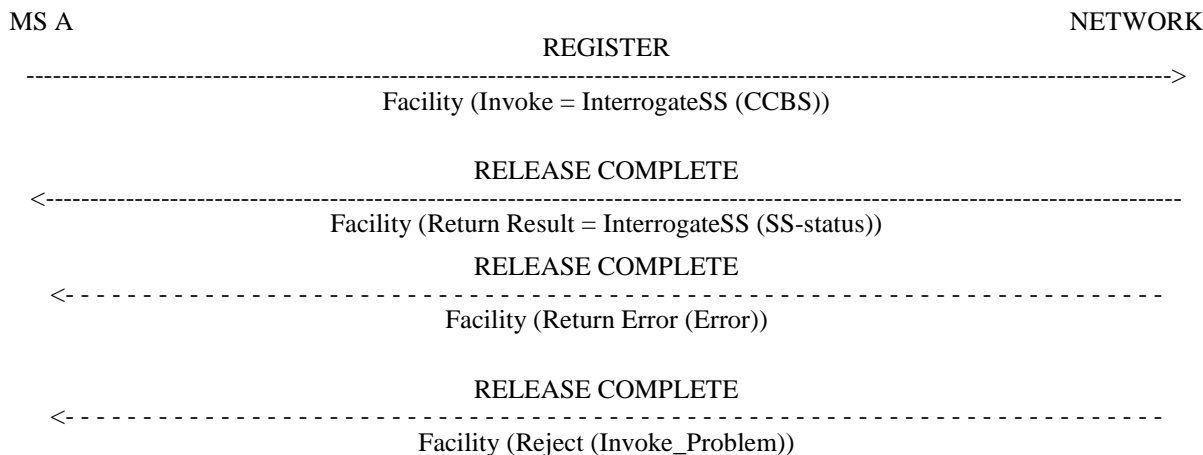 MS A NETWORK
REGISTER
Facility (Invoke = InterrogateSS (CCBS))
RELEASE COMPLETE
Facility (Return Result = InterrogateSS (SS-status))
RELEASE COMPLETE
Facility (Return Error (Error))
RELEASE COMPLETE
Facility (Reject (Invoke_Problem))